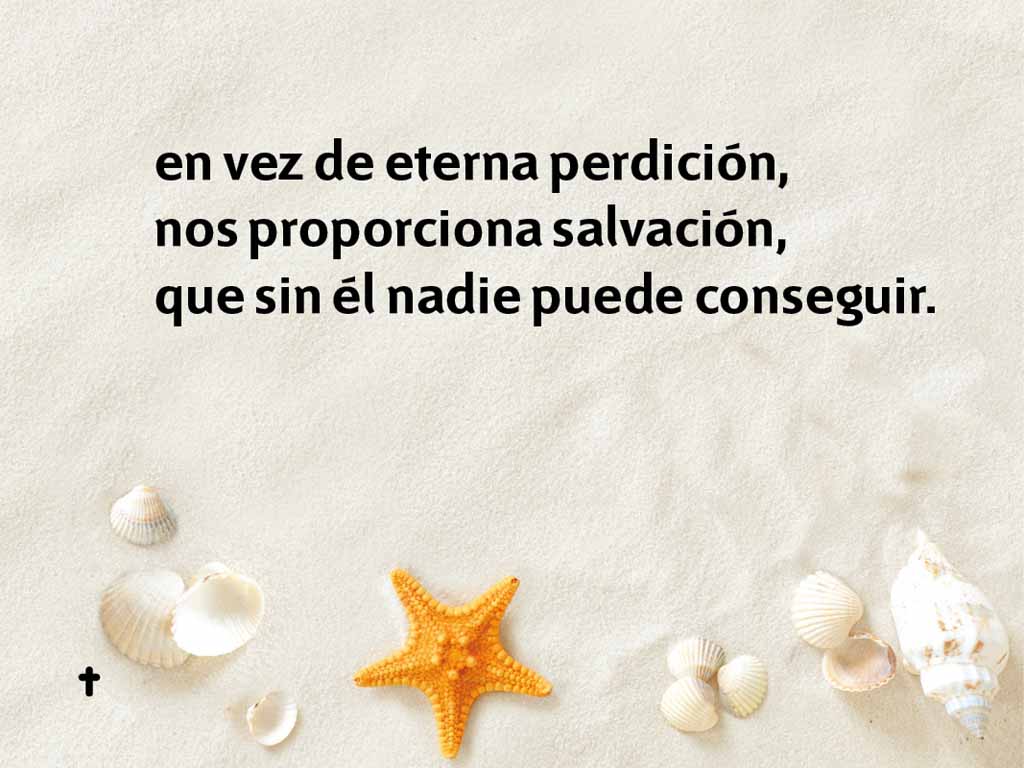 en vez de eterna perdición,
nos proporciona salvación,
que sin él nadie puede conseguir.